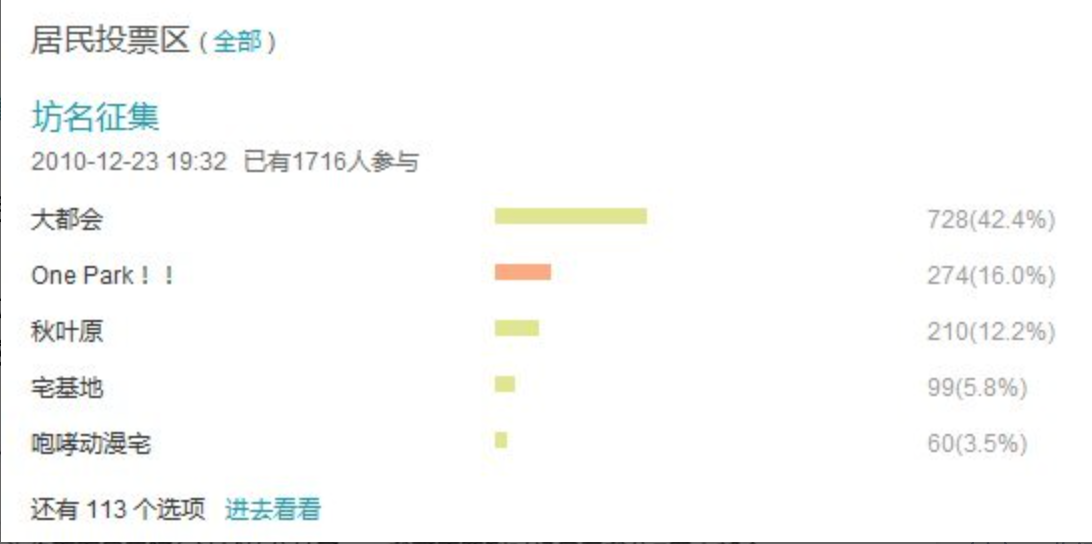 居民投票区（全部）
坊名征集
2010-12-23 19:32 已有1716人参与
大都会 728(42.4%)
One Park！！ 274(16.0%)
秋叶原 210(12.2%)
宅基地 99(5.8%)
咆哮动漫宅 60(3.5%)
还有 113 个选项 进去看看